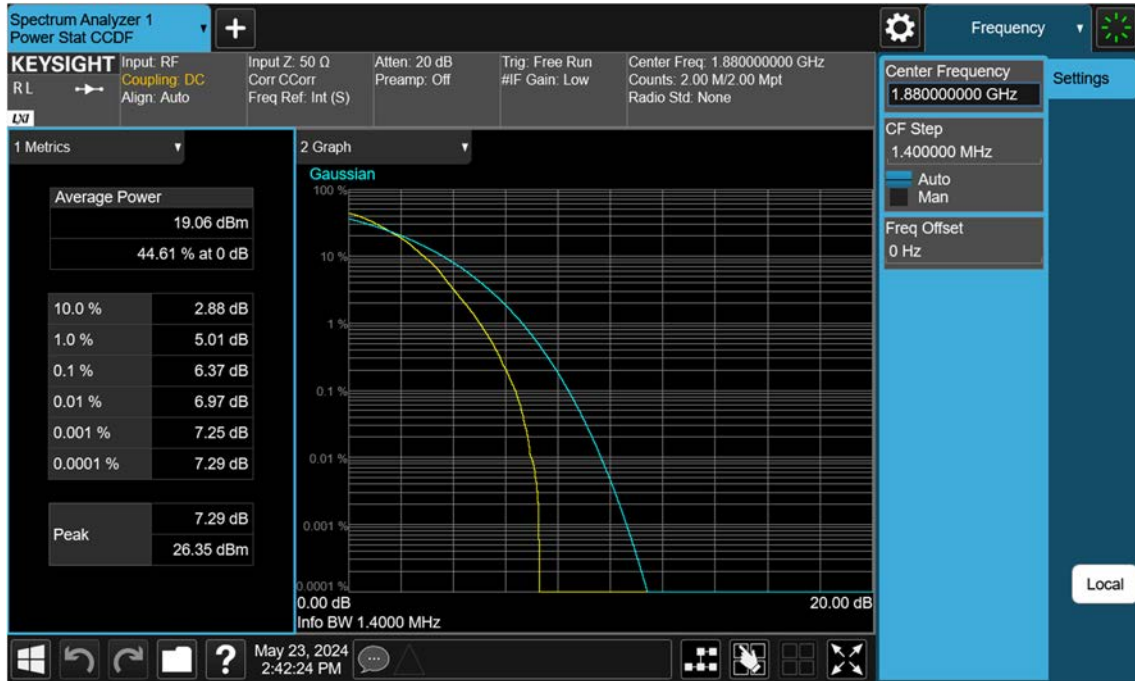 Spectrum Analyzer 1
Power Stat CCDF
Frequency
KEYSIGHT
RL
LXI
Input: RF
Coupling: DC
Align: Auto
Input Z: 50 Ω
Corr CCorr
Freq Ref: Int (S)
Atten: 20 dB
Preamp: Off
Trig: Free Run
#IF Gain: Low
Center Freq: 1.880000000 GHz
Counts: 2.00 M/2.00 Mpt
Radio Std: None
Center Frequency
1.880000000 GHz
Settings
CF Step
1.400000 MHz
Auto
Man
Freq Offset
0 Hz
Local
1 Metrics
Average Power
19.06 dBm
44.61 % at 0 dB
10.0 % 2.88 dB
1.0 % 5.01 dB
0.1 % 6.37 dB
0.01 % 6.97 dB
0.001 % 7.25 dB
0.0001 % 7.29 dB
Peak
7.29 dB
26.35 dBm
2 Graph
Gaussian
100 %
10 %
1 %
0.1 %
0.01 %
0.001 %
0.0001 %
0.00 dB 20.00 dB
Info BW 1.4000 MHz
?
May 23, 2024
2:42:24 PM